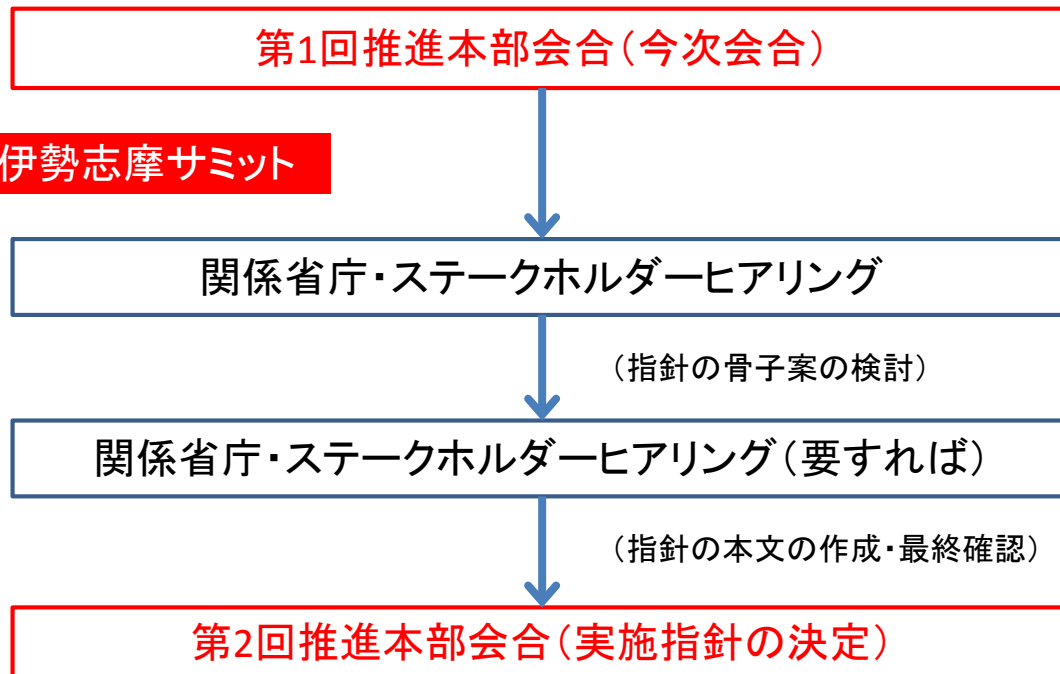 第1回推進本部会合(今次会合)
伊勢志摩サミット
関係省庁・ステークホルダーヒアリング
(指針の骨子案の検討)
関係省庁・ステークホルダーヒアリング(要すれば)
(指針の本文の作成・最終確認)
第2回推進本部会合(実施指針の決定)